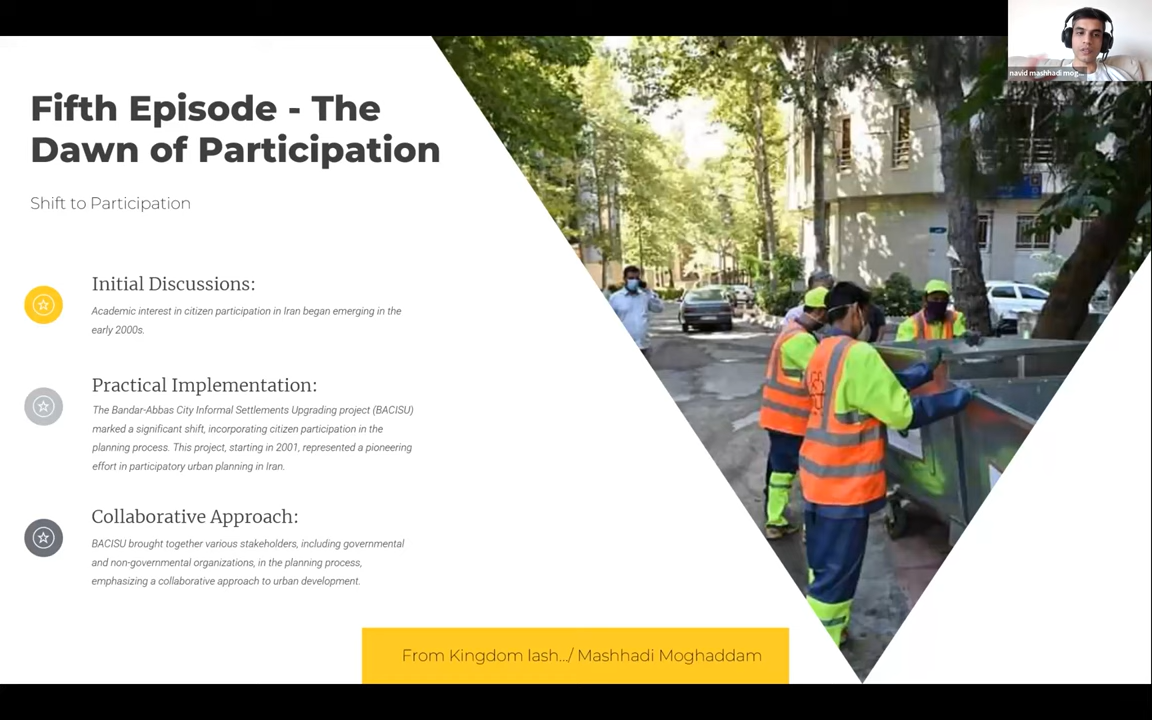 Fifth Episode - The
Dawn of Participation
Shift to Participation
Initial Discussions:
Academic interest in citizen participation in Iran began emerging in the
early 2000s.
Practical Implementation:
The Bandar-Abbas City Informal Settlements Upgrading project (BACISU)
marked a significant shift, incorporating citizen participation in the
planning process. This project, starting in 2001, represented a pioneering
effort in participatory urban planning in Iran.
Collaborative Approach:
BACISU brought together various stakeholders, including governmental
and non-governmental organizations, in the planning process,
emphasizing a collaborative approach to urban development.
From Kingdom lash.../ Mashhadi Moghaddam
navid mashhadi mog...